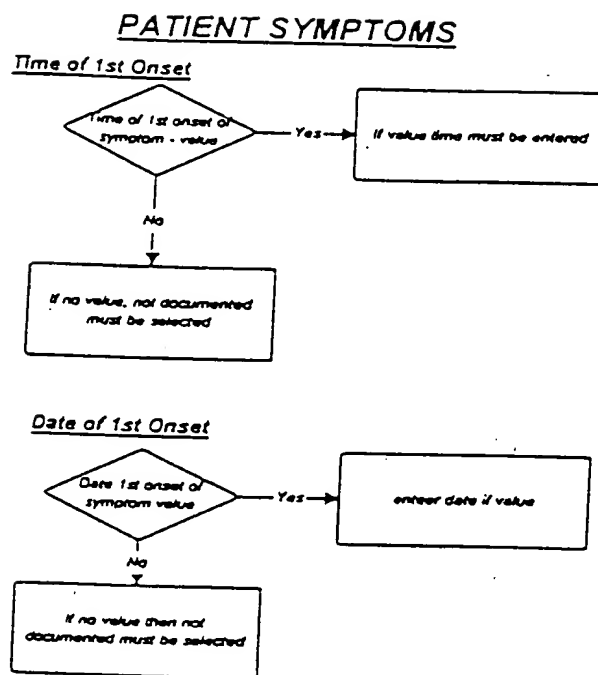 PATIENT SYMPTOMS
Time of 1st Onset
Time of 1st onset of
symptom - value
Yes
If value time must be entered
No
If no value, not documented
must be selected
Date of 1st Onset
Date 1st onset of
symptom value
Yes
enteer date if value
No
If no value then not
documented must be selected